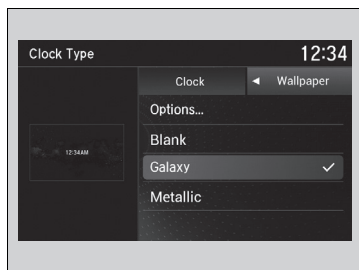 Clock Type
12:34
Clock
◄ Wallpaper
Options...
Blank
12:34AM
Galaxy
Metallic